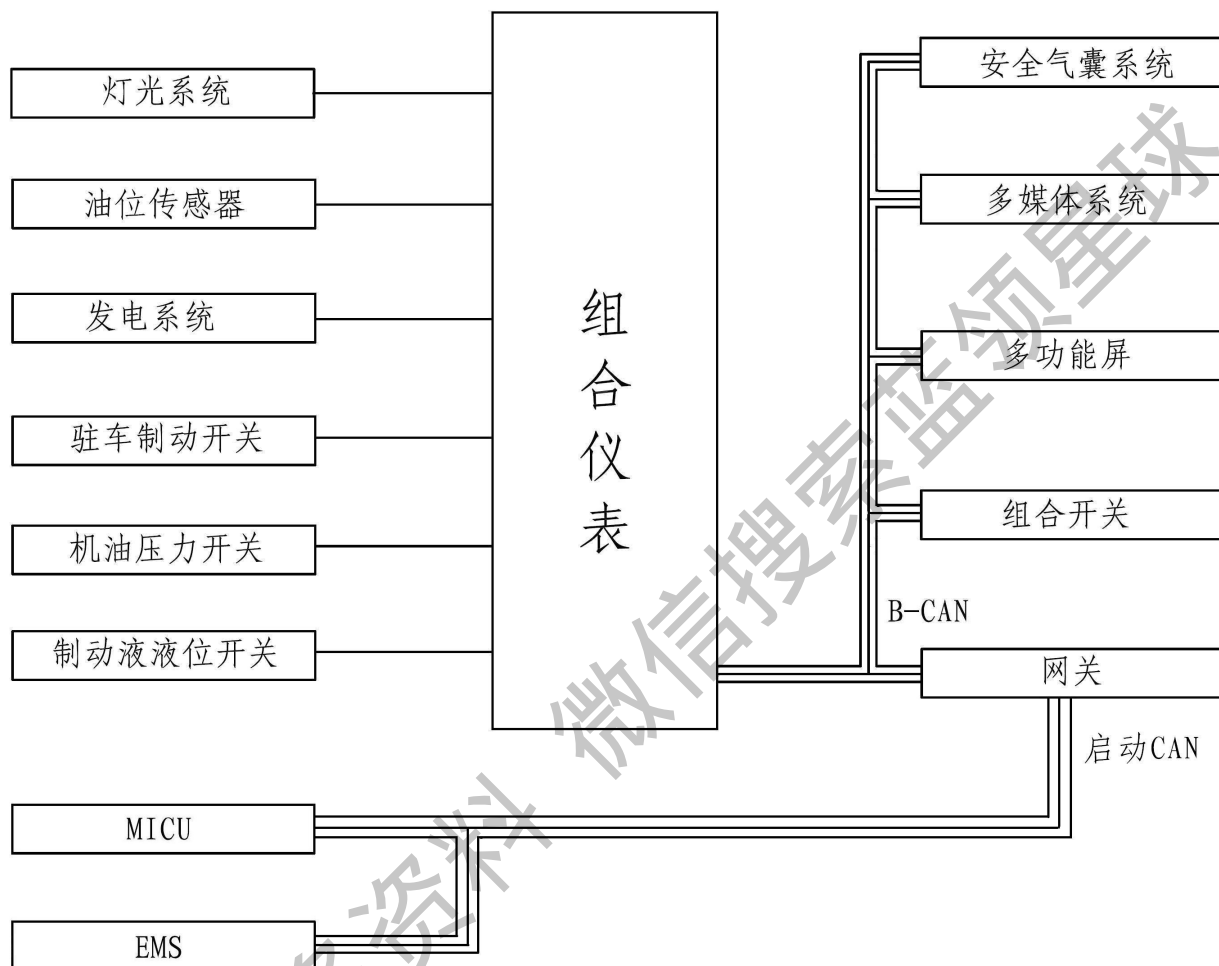 灯光系统
油位传感器
发电系统
驻车制动开关
机油压力开关
制动液液位开关
MICU
EMS
组合仪表
安全气囊系统
多媒体系统
多功能屏
组合开关
B-CAN
网关
启动CAN
资料 微信搜索蓝领星球